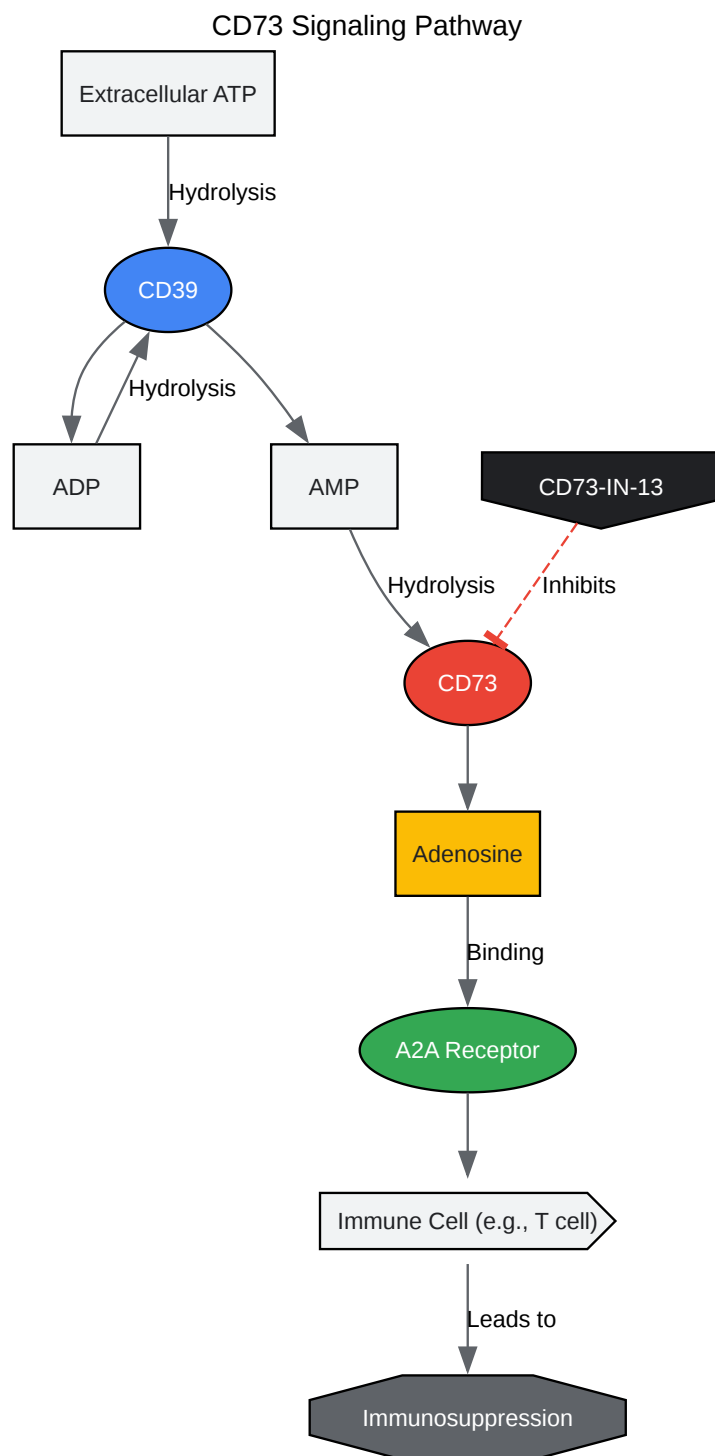 CD73 Signaling Pathway
Extracellular ATP
Hydrolysis
CD39
Hydrolysis
ADP
AMP
CD73-IN-13
Hydrolysis
Inhibits
CD73
Adenosine
Binding
A2A Receptor
Immune Cell (e.g., T cell)
Leads to
Immunosuppression